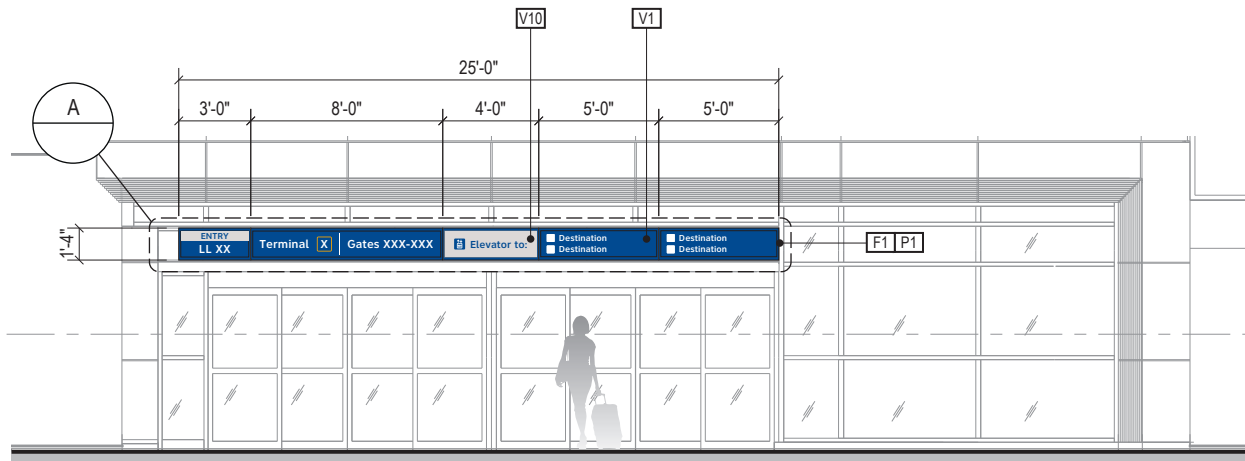 V10
V1
25'-0"
A
3'-0"
8'-0"
4'-0"
5'-0"
5'-0"
1'-4"
ENTRY
LL XX
Terminal X
Gates XXX-XXX
Elevator to:
Destination
Destination
Destination
Destination
F1 P1